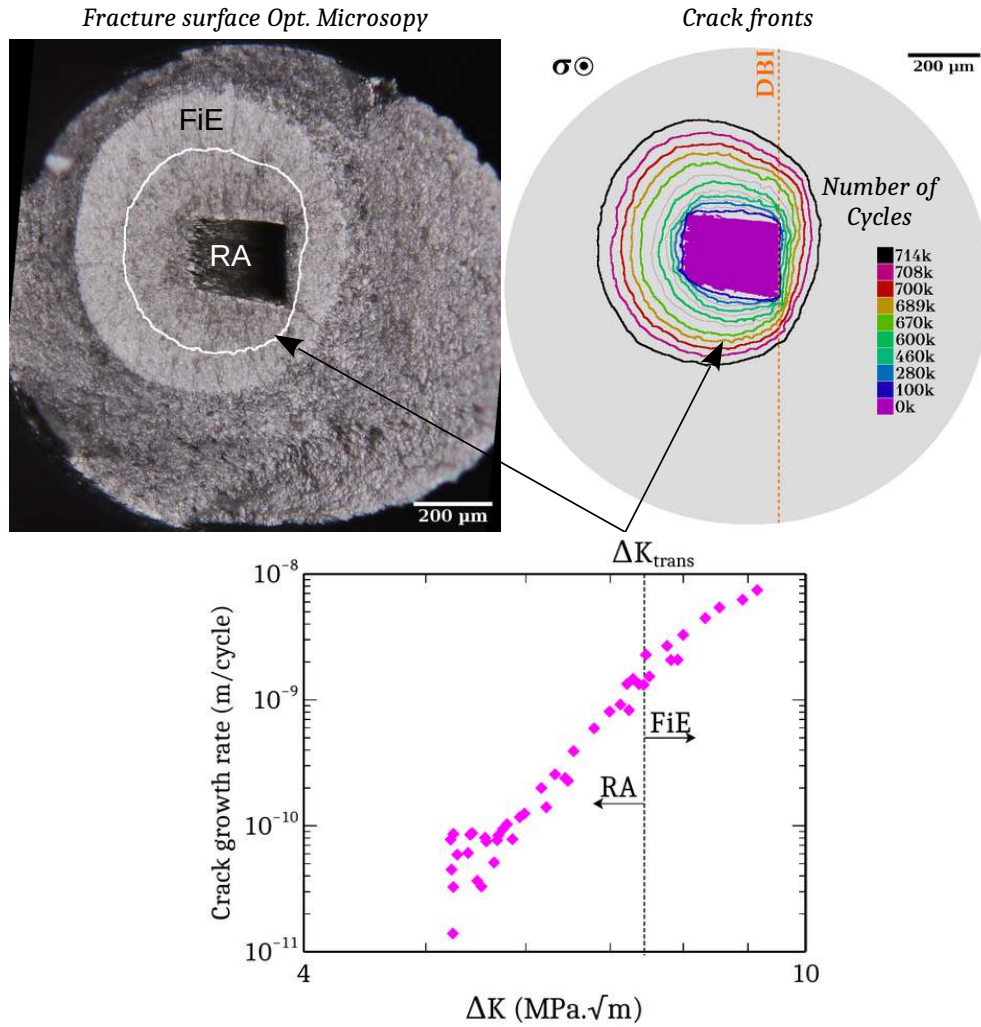 Fracture surface Opt. Microsopy
Crack fronts
FiE
RA
200 µm
σ
DBI
200 µm
Number of
Cycles
714k
708k
700k
689k
670k
600k
460k
280k
100k
0k
ΔKtrans
10⁻⁸
10⁻⁹
10⁻¹⁰
10⁻¹¹
Crack growth rate (m/cycle)
FiE
RA
4
10
ΔK (MPa.√m)